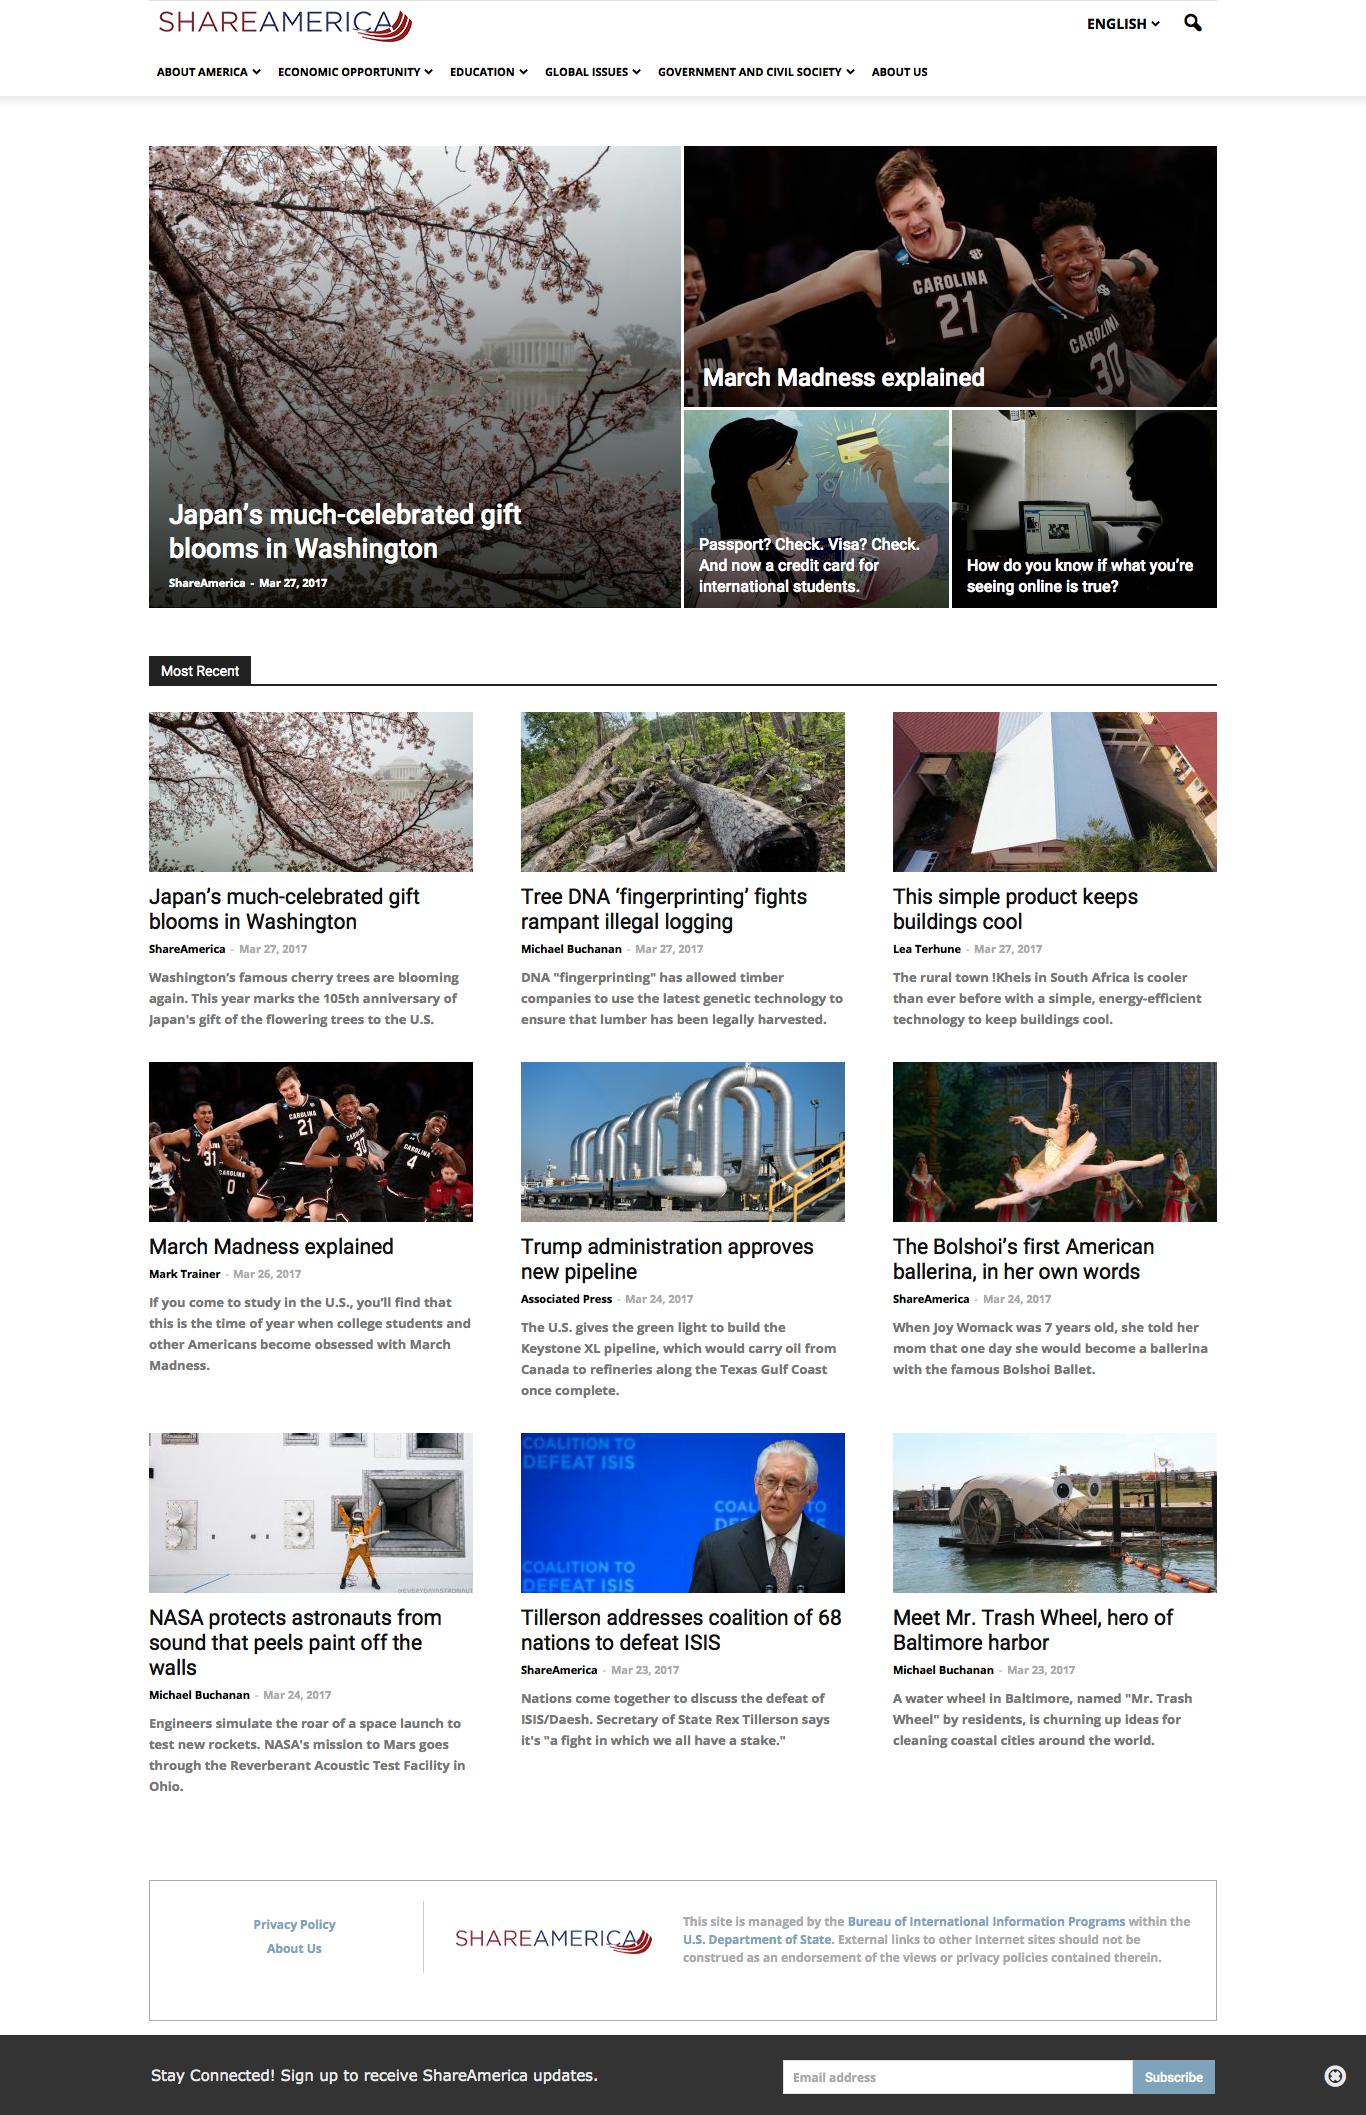 SHAREAMERICA
ENGLISH
ABOUT AMERICA
ECONOMIC OPPORTUNITY
EDUCATION
GLOBAL ISSUES
GOVERNMENT AND CIVIL SOCIETY
ABOUT US
CAROLINA
21
CAROLINA
30
March Madness explained
Japan’s much-celebrated gift
blooms in Washington
ShareAmerica - Mar 27, 2017
Passport? Check. Visa? Check.
And now a credit card for
international students.
How do you know if what you’re
seeing online is true?
Most Recent
Japan’s much-celebrated gift
blooms in Washington
ShareAmerica - Mar 27, 2017
Washington’s famous cherry trees are blooming
again. This year marks the 105th anniversary of
Japan's gift of the flowering trees to the U.S.
Tree DNA ‘fingerprinting’ fights
rampant illegal logging
Michael Buchanan - Mar 27, 2017
DNA "fingerprinting" has allowed timber
companies to use the latest genetic technology to
ensure that lumber has been legally harvested.
This simple product keeps
buildings cool
Lea Terhune - Mar 27, 2017
The rural town !Kheis in South Africa is cooler
than ever before with a simple, energy-efficient
technology to keep buildings cool.
CAROLINA
21
31
CAROLINA
0
30
CAROLINA
4
March Madness explained
Mark Trainer - Mar 26, 2017
If you come to study in the U.S., you’ll find that
this is the time of year when college students and
other Americans become obsessed with March
Madness.
Trump administration approves
new pipeline
Associated Press - Mar 24, 2017
The U.S. gives the green light to build the
Keystone XL pipeline, which would carry oil from
Canada to refineries along the Texas Gulf Coast
once complete.
The Bolshoi’s first American
ballerina, in her own words
ShareAmerica - Mar 24, 2017
When Joy Womack was 7 years old, she told her
mom that one day she would become a ballerina
with the famous Bolshoi Ballet.
@EVERYDAYASTRONAUT
NASA protects astronauts from
sound that peels paint off the
walls
Michael Buchanan - Mar 24, 2017
Engineers simulate the roar of a space launch to
test new rockets. NASA's mission to Mars goes
through the Reverberant Acoustic Test Facility in
Ohio.
COALITION TO
DEFEAT ISIS
COALITION TO
DEFEAT ISIS
Tillerson addresses coalition of 68
nations to defeat ISIS
ShareAmerica - Mar 23, 2017
Nations come together to discuss the defeat of
ISIS/Daesh. Secretary of State Rex Tillerson says
it's "a fight in which we all have a stake."
Meet Mr. Trash Wheel, hero of
Baltimore harbor
Michael Buchanan - Mar 23, 2017
A water wheel in Baltimore, named "Mr. Trash
Wheel" by residents, is churning up ideas for
cleaning coastal cities around the world.
Privacy Policy
About Us
SHAREAMERICA
This site is managed by the Bureau of International Information Programs within the
U.S. Department of State. External links to other Internet sites should not be
construed as an endorsement of the views or privacy policies contained therein.
Stay Connected! Sign up to receive ShareAmerica updates.
Email address
Subscribe